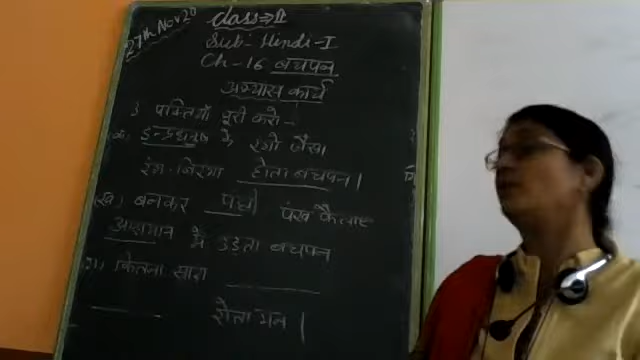 27th Nov 20
Class ⇒ II
Sub- Hindi-I
Ch-16 बचपन
अभ्यास कार्य
3 पंक्तियाँ पूरी करो-
(क) इन्द्रधनुष के रंगो जैसा
रंग-बिरंगा होता बचपन।
(ख) बनकर पंछी पंख फैलाए
आसमान में उड़ता बचपन
(ग) कितना सारा
रोता मन।